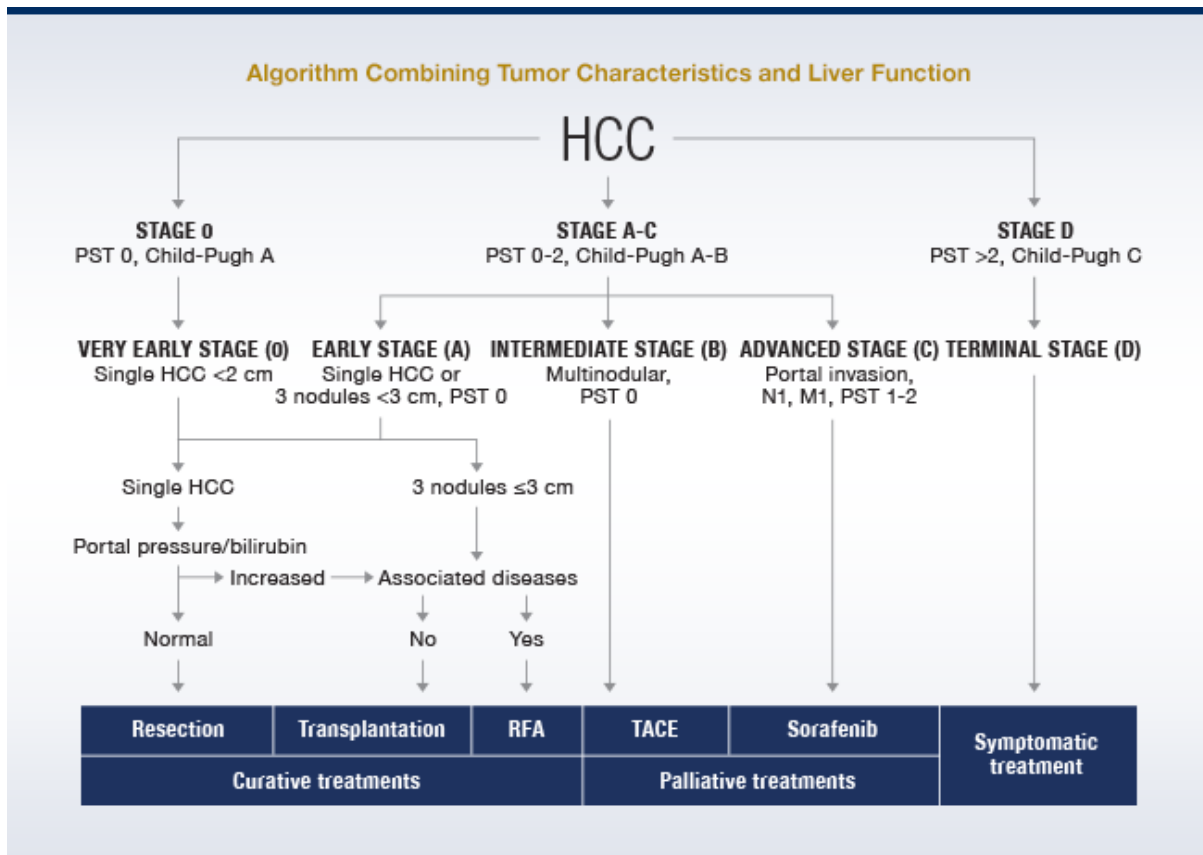 Algorithm Combining Tumor Characteristics and Liver Function
HCC
STAGE 0
PST 0, Child-Pugh A
STAGE A-C
PST 0-2, Child-Pugh A-B
STAGE D
PST >2, Child-Pugh C
VERY EARLY STAGE (0)
Single HCC <2 cm
EARLY STAGE (A)
Single HCC or
3 nodules <3 cm, PST 0
INTERMEDIATE STAGE (B)
Multinodular,
PST 0
ADVANCED STAGE (C)
Portal invasion,
N1, M1, PST 1-2
TERMINAL STAGE (D)
Single HCC
3 nodules ≤3 cm
Portal pressure/bilirubin
Increased
Associated diseases
Normal
No
Yes
Resection
Transplantation
RFA
TACE
Sorafenib
Symptomatic
treatment
Curative treatments
Palliative treatments